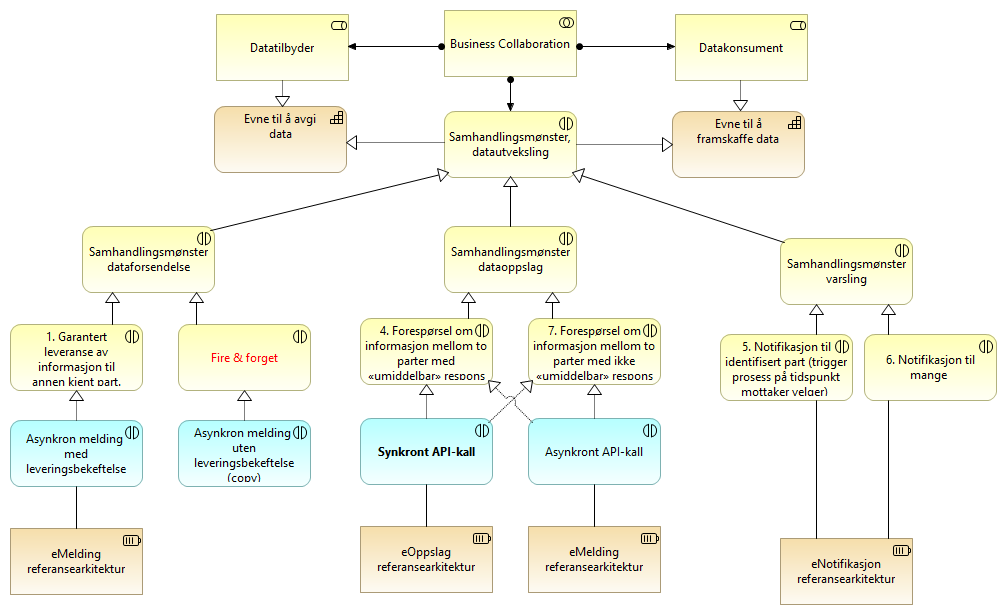 Datatilbyder
Business Collaboration
Datakonsument
Evne til å avgi
data
Samhandlingsmønster,
datautveksling
Evne til å
framskaffe data
Samhandlingsmønster
dataforsendelse
Samhandlingsmønster
dataoppslag
Samhandlingsmønster
varsling
1. Garantert
leveranse av
informasjon til
annen kjent part.
Fire & forget
4. Forespørsel om
informasjon mellom to
parter med
«umiddelbar» respons
7. Forespørsel om
informasjon mellom to
parter med ikke
«umiddelbar» respons
5. Notifikasjon til
identifisert part (trigger
prosess på tidspunkt
mottaker velger)
6. Notifikasjon til
mange
Asynkron melding
med
leveringsbekeftelse
Asynkron melding
uten
leveringsbekeftelse
(copy)
Synkront API-kall
Asynkront API-kall
eMelding
referansearkitektur
eOppslag
referansearkitektur
eMelding
referansearkitektur
eNotifikasjon
referansearkitektur